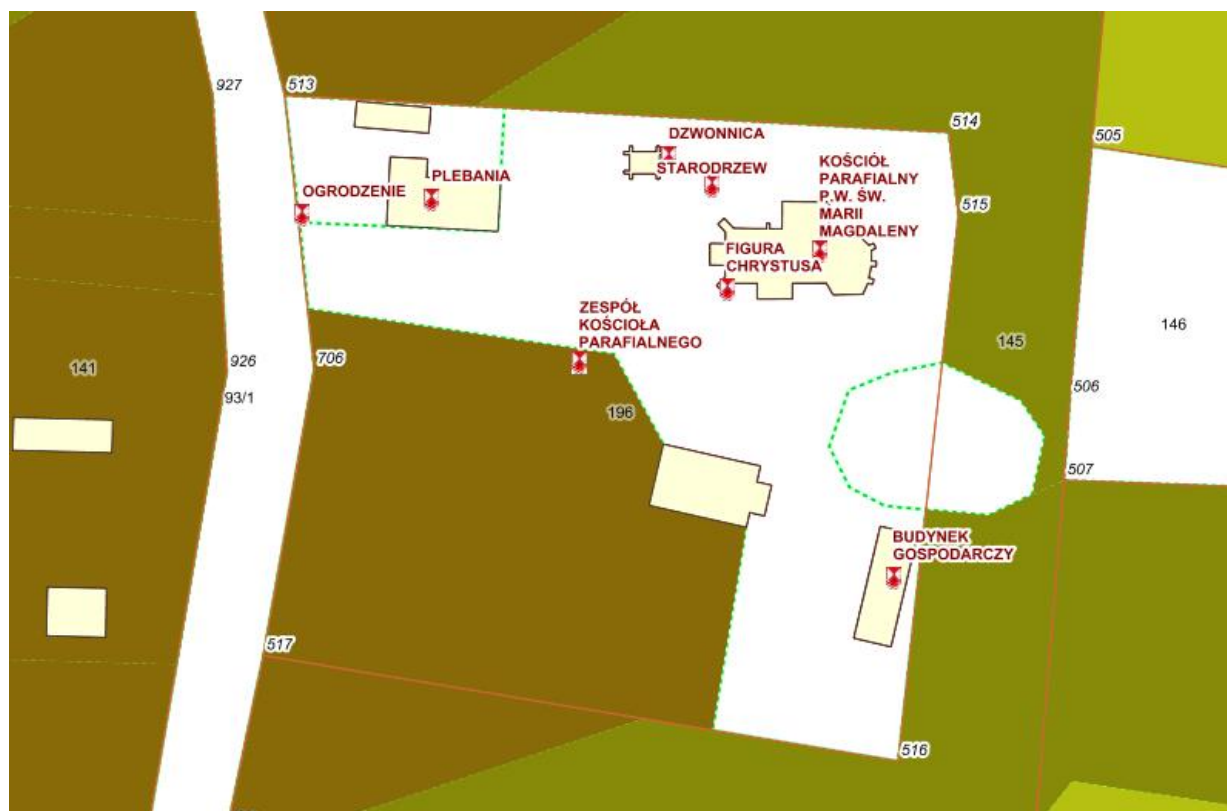 927
513
514
505
DZWONNICA
STARODRZEW
KOŚCIÓŁ
PARAFIALNY
P.W. ŚW.
MARII
MAGDALENY
PLEBANIA
OGRODZENIE
515
FIGURA
CHRYSTUSA
ZESPÓŁ
KOŚCIOŁA
PARAFIALNEGO
146
145
141
926
93/1
706
506
196
507
BUDYNEK
GOSPODARCZY
517
516